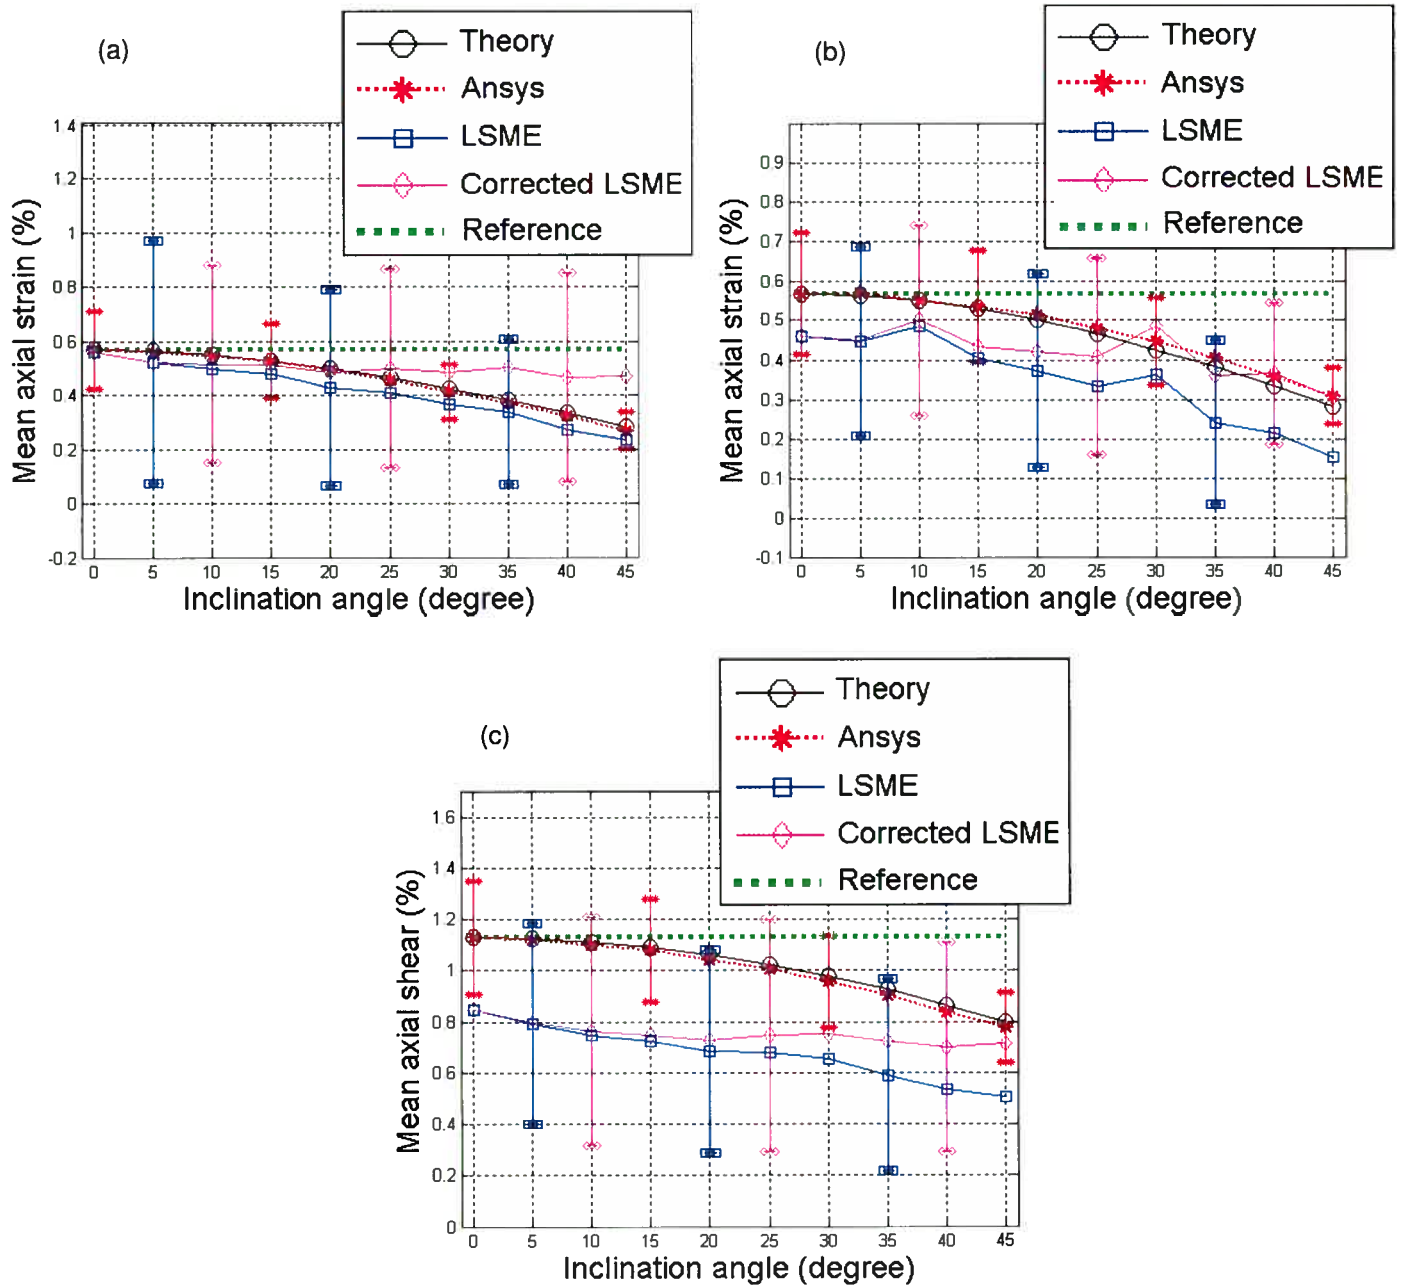 (a)
Theory
Ansys
LSME
Corrected LSME
Reference
1.4
1.2
1
0.8
0.6
0.4
0.2
0
-0.2
Mean axial strain (%)
0 5 10 15 20 25 30 35 40 45
Inclination angle (degree)
(b)
Theory
Ansys
LSME
Corrected LSME
Reference
0.9
0.8
0.7
0.6
0.5
0.4
0.3
0.2
0.1
0
-0.1
Mean axial strain (%)
0 5 10 15 20 25 30 35 40 45
Inclination angle (degree)
(c)
Theory
Ansys
LSME
Corrected LSME
Reference
1.6
1.4
1.2
1
0.8
0.6
0.4
0.2
0
Mean axial shear (%)
0 5 10 15 20 25 30 35 40 45
Inclination angle (degree)